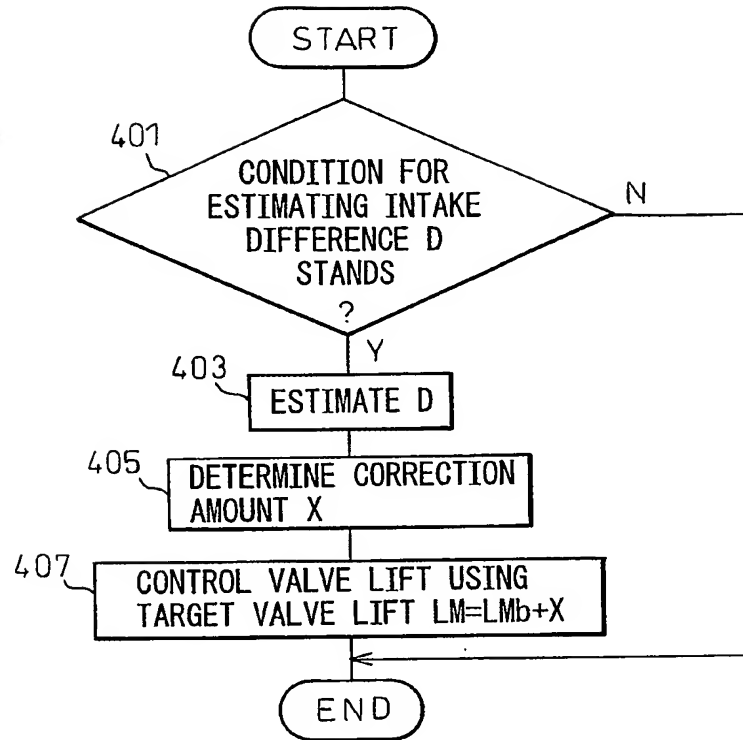 START
401
CONDITION FOR
ESTIMATING INTAKE
DIFFERENCE D
STANDS
?
N
Y
403
ESTIMATE D
405
DETERMINE CORRECTION
AMOUNT X
407
CONTROL VALVE LIFT USING
TARGET VALVE LIFT LM=LMb+X
END